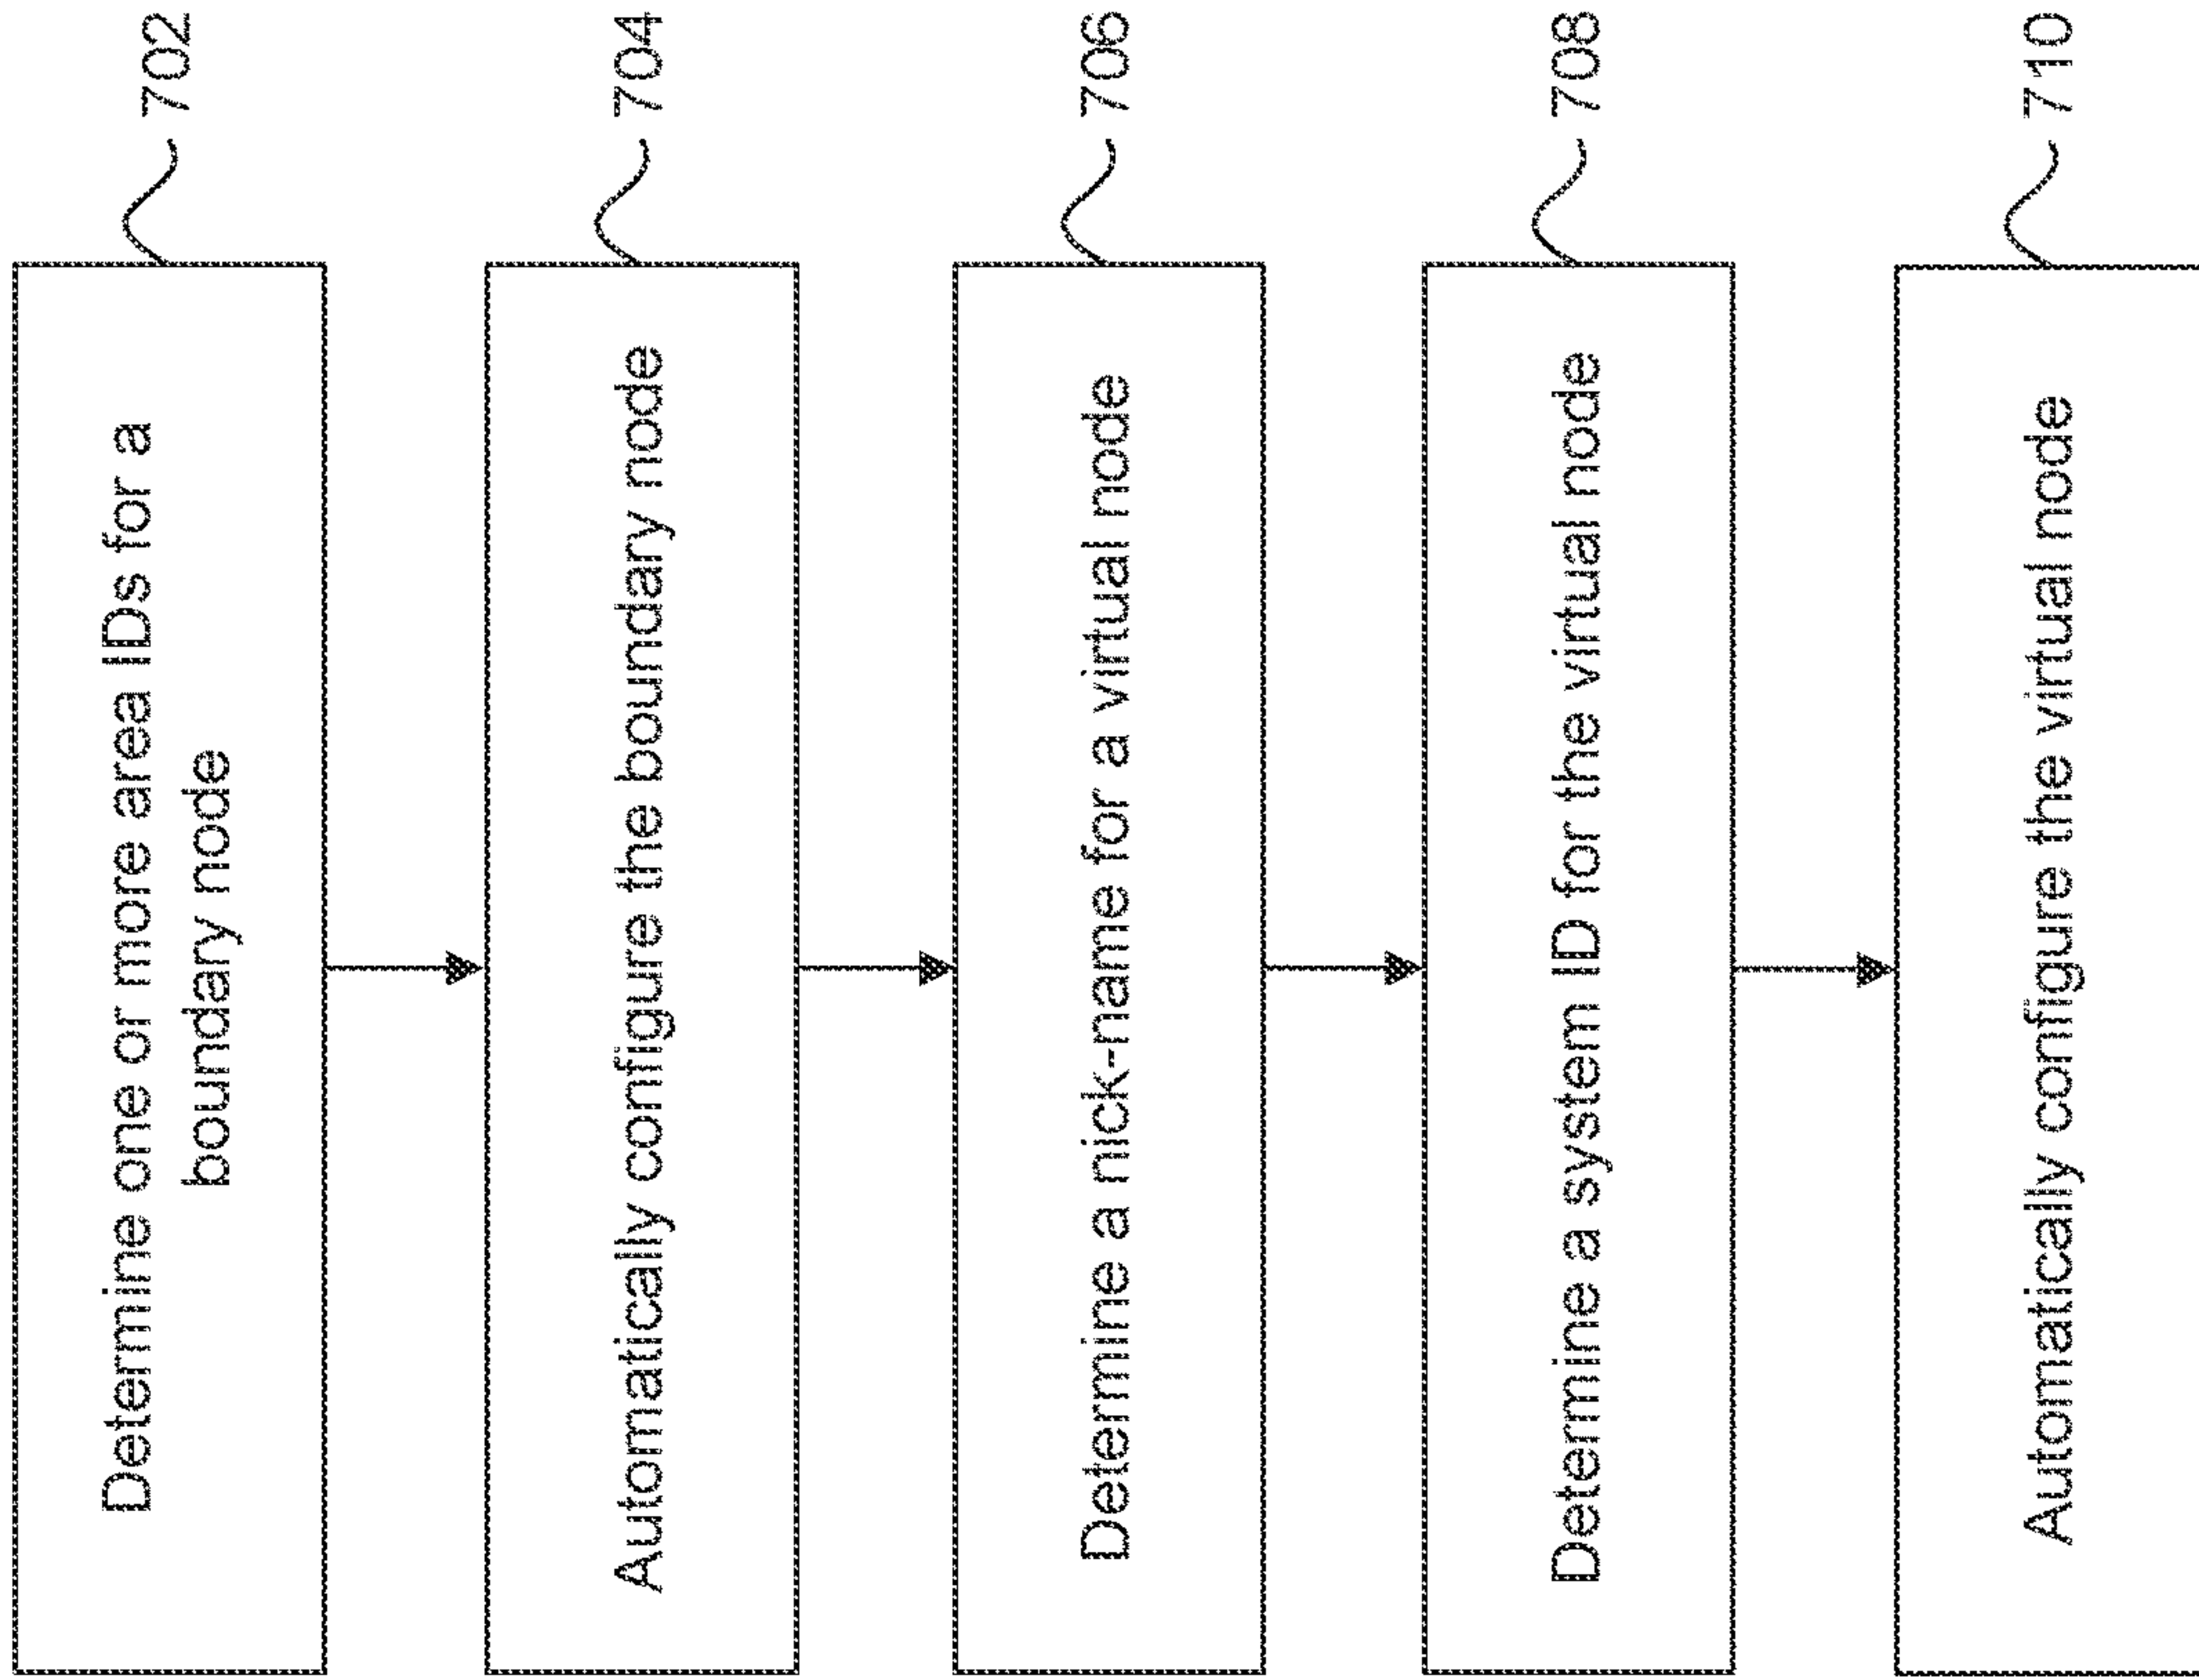 Determine one or more area IDs for a
boundary node
702
Automatically configure the boundary node
704
Determine a nick-name for a virtual node
706
Determine a system ID for the virtual node
708
Automatically configure the virtual node
710